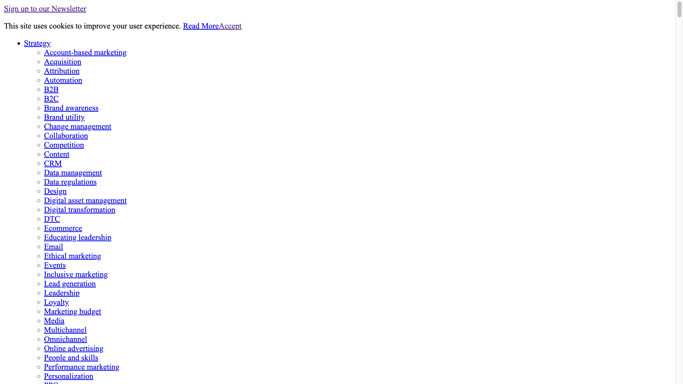 Sign up to our Newsletter
This site uses cookies to improve your user experience. Read MoreAccept
Strategy
Account-based marketing
Acquisition
Attribution
Automation
B2B
B2C
Brand awareness
Brand utility
Change management
Collaboration
Competition
Content
CRM
Data management
Data regulations
Design
Digital asset management
Digital transformation
DTC
Ecommerce
Educating leadership
Email
Ethical marketing
Events
Inclusive marketing
Lead generation
Leadership
Loyalty
Marketing budget
Media
Multichannel
Omnichannel
Online advertising
People and skills
Performance marketing
Personalization